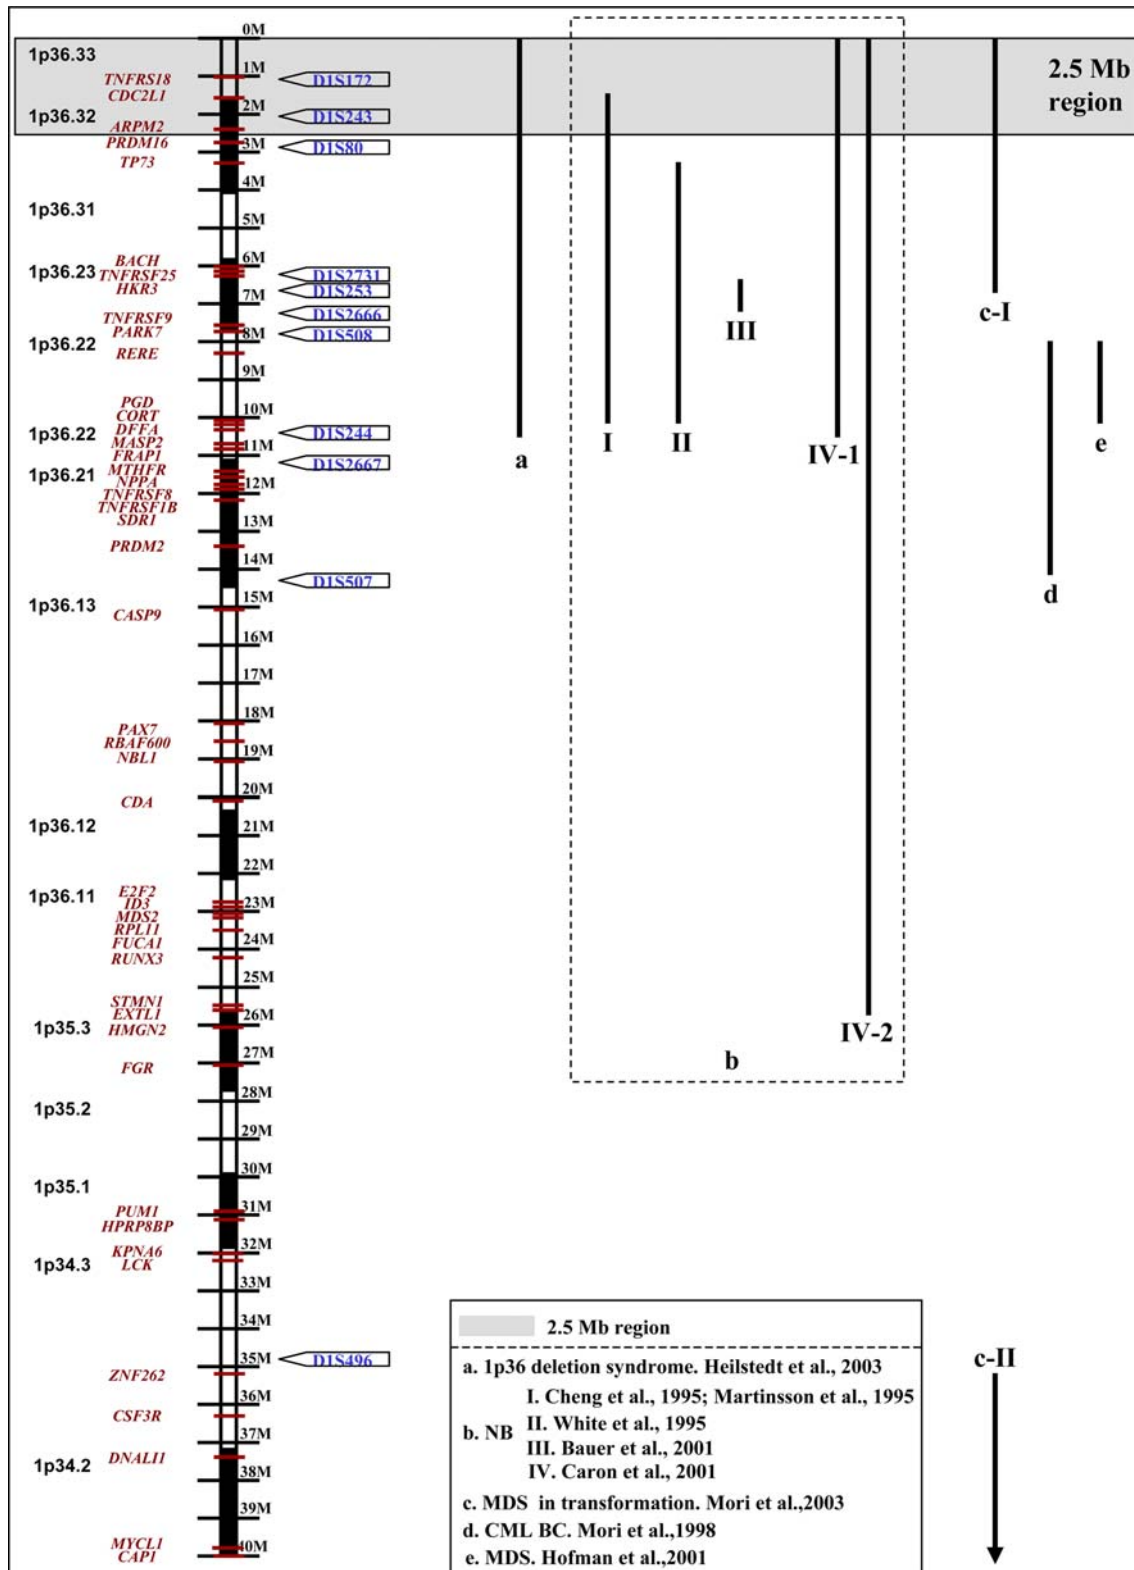 0M
1p36.33
1M
TNFRS18
D1S172
2.5 Mb
region
CDC2L1
2M
1p36.32
D1S243
ARPM2
PRDM16
3M
D1S80
TP73
4M
1p36.31
5M
BACH
6M
1p36.23
TNFRSF25
D1S2731
HKR3
D1S253
7M
TNFRSF9
D1S2666
PARK7
8M
D1S508
1p36.22
RERE
9M
III
c-I
PGD
CORT
10M
DFFA
1p36.22
D1S244
MASP2
11M
FRAP1
D1S2667
a
I
II
IV-1
e
1p36.21
MTHFR
NPPA
12M
TNFRSF8
TNFRSF1B
SDR1
13M
PRDM2
14M
D1S507
d
15M
1p36.13
CASP9
16M
17M
18M
PAX7
RBAF600
19M
NBL1
20M
CDA
1p36.12
21M
22M
E2F2
1p36.11
ID3
23M
MDS2
RPL11
FUCA1
24M
RUNX3
25M
STMN1
EXTL1
26M
1p35.3
HMGN2
IV-2
27M
FGR
b
28M
1p35.2
29M
30M
1p35.1
31M
PUM1
HPRP8BP
32M
KPNA6
1p34.3
LCK
33M
34M
35M
D1S496
ZNF262
36M
CSF3R
37M
DNALI1
1p34.2
38M
39M
MYCL1
40M
CAP1
c-II
2.5 Mb region
a. 1p36 deletion syndrome. Heilstedt et al., 2003
I. Cheng et al., 1995; Martinsson et al., 1995
b. NB II. White et al., 1995
III. Bauer et al., 2001
IV. Caron et al., 2001
c. MDS in transformation. Mori et al.,2003
d. CML BC. Mori et al.,1998
e. MDS. Hofman et al.,2001